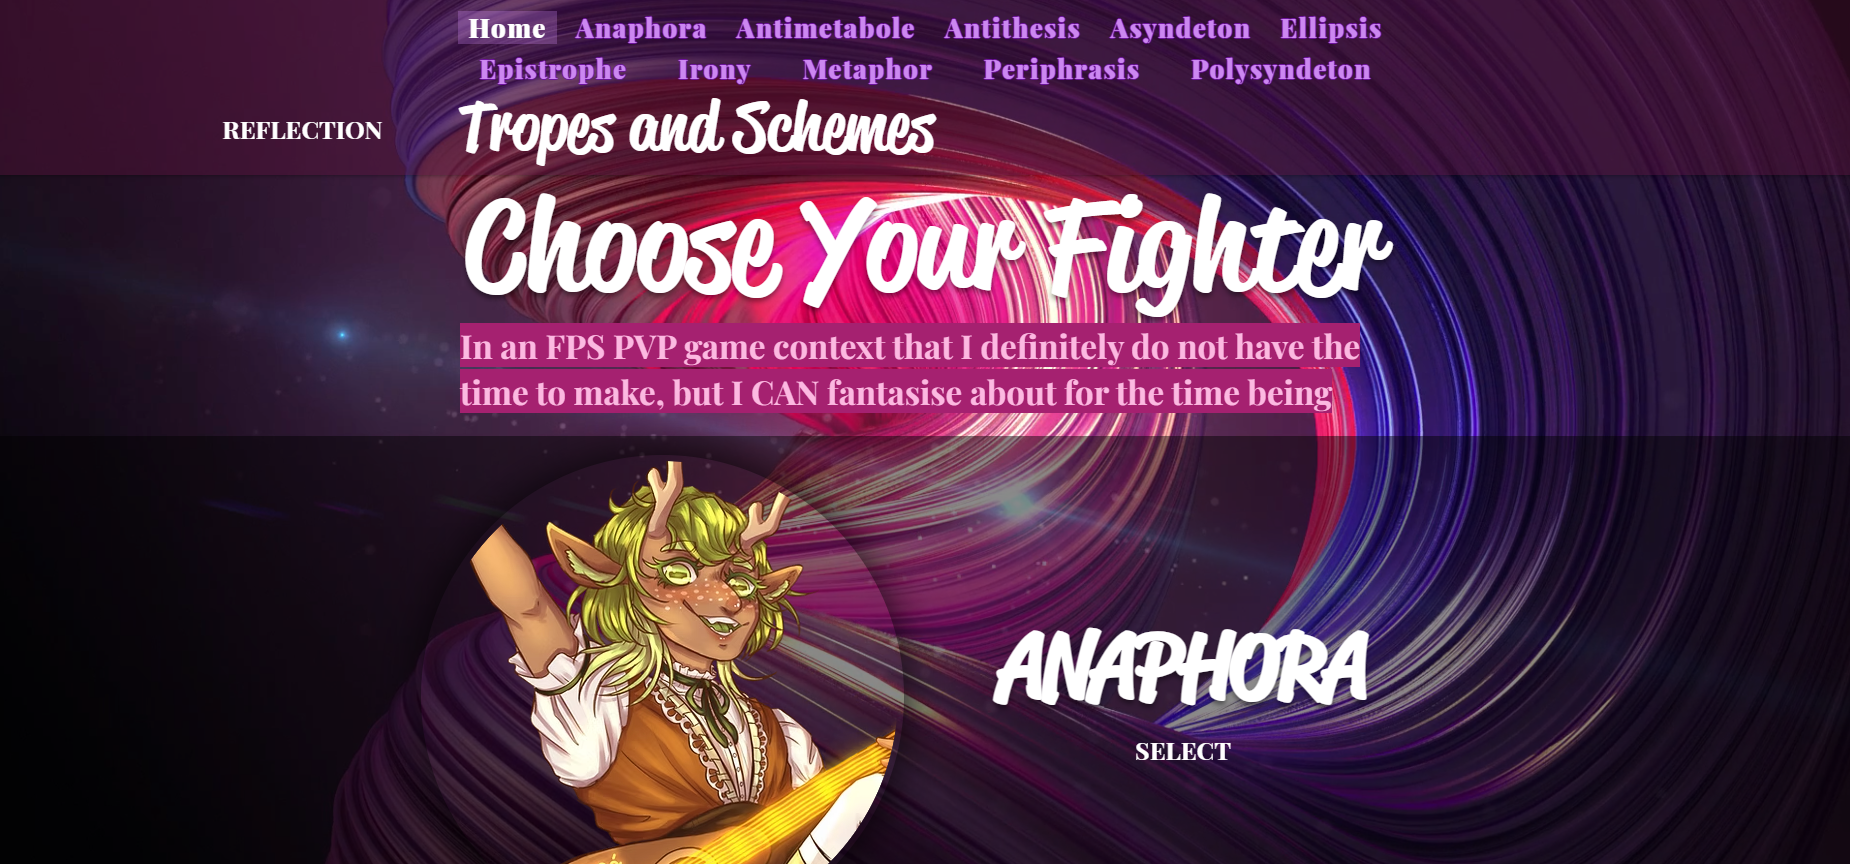 Home Anaphora Antimetabole Antithesis Asyndeton Ellipsis
Epistrophe Irony Metaphor Periphrasis Polysyndeton
REFLECTION
Tropes and Schemes
Choose Your Fighter
In an FPS PVP game context that I definitely do not have the
time to make, but I CAN fantasise about for the time being
ANAPHORA
SELECT